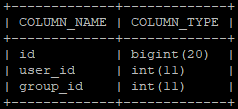 +-------------+-------------+
| COLUMN_NAME | COLUMN_TYPE |
+-------------+-------------+
| id | bigint(20) |
| user_id | int(11) |
| group_id | int(11) |
+-------------+-------------+